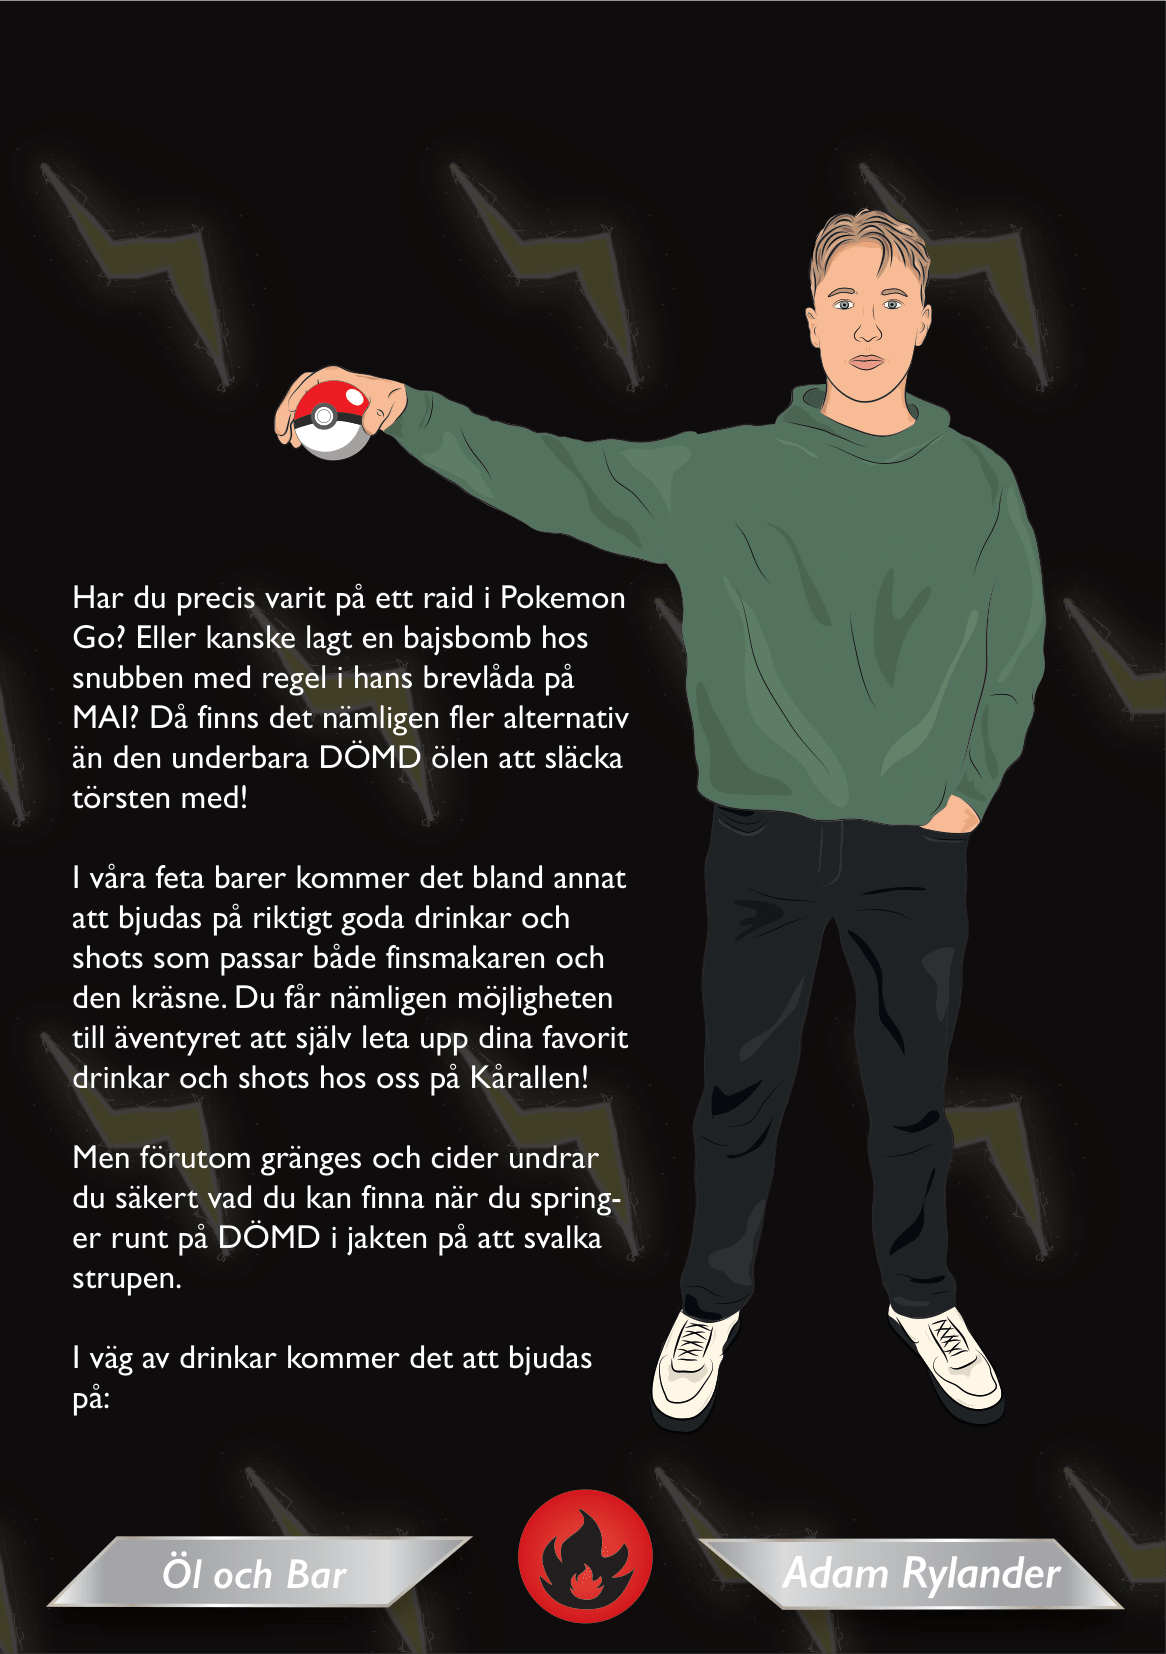 Har du precis varit på ett raid i Pokemon
Go? Eller kanske lagt en bajsbomb hos
snubben med regel i hans brevlåda på
MAI? Då finns det nämligen fler alternativ
än den underbara DÖMD ölen att släcka
törsten med!
I våra feta barer kommer det bland annat
att bjudas på riktigt goda drinkar och
shots som passar både finsmakaren och
den kräsne. Du får nämligen möjligheten
till äventyret att själv leta upp dina favorit
drinkar och shots hos oss på Kårallen!
Men förutom gränges och cider undrar
du säkert vad du kan finna när du spring-
er runt på DÖMD i jakten på att svalka
strupen.
I väg av drinkar kommer det att bjudas
på:
Öl och Bar
Adam Rylander